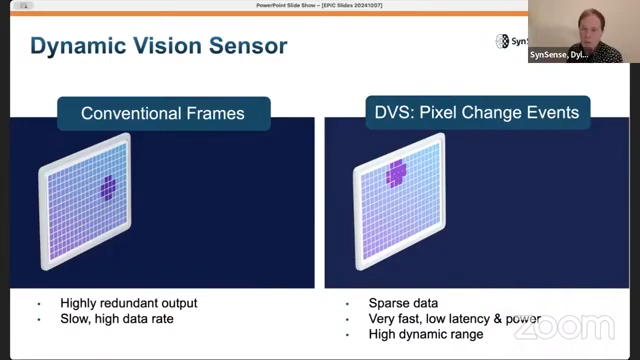 PowerPoint Slide Show - [EPIC Slides 20241007]
Dynamic Vision Sensor
SynSense, Dyl...
Conventional Frames
DVS: Pixel Change Events
• Highly redundant output
• Slow, high data rate
• Sparse data
• Very fast, low latency & power
• High dynamic range
zoom